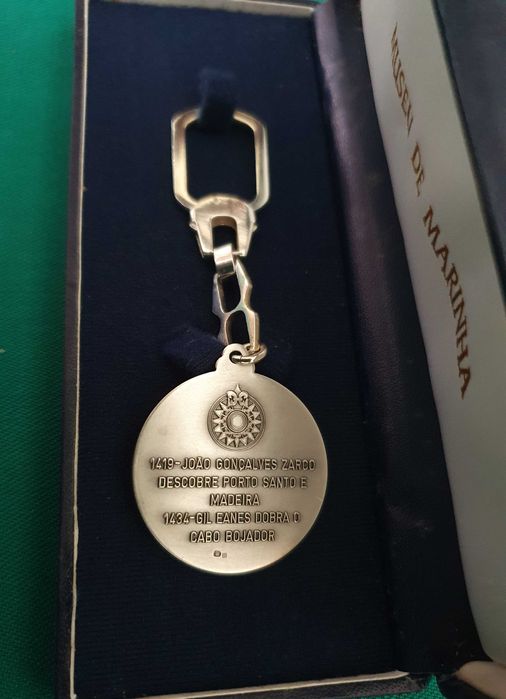 MUSEU DE MARINHA
1419-JOÃO GONÇALVES ZARCO
DESCOBRE PORTO SANTO E
MADEIRA
1434-GIL EANES DOBRA O
CABO BOJADOR